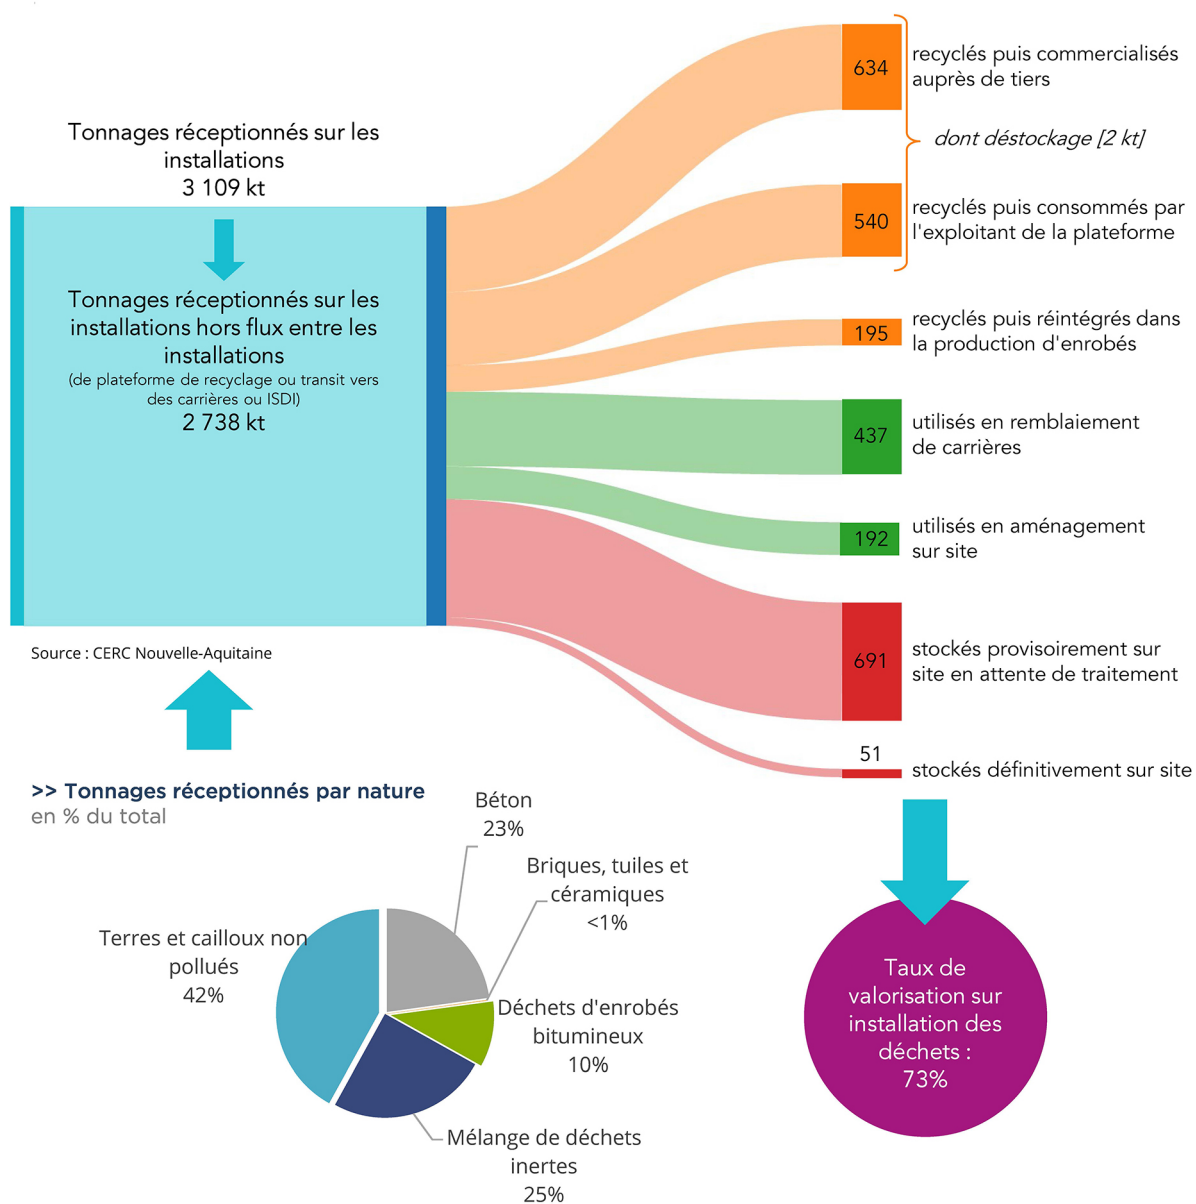 Tonnages réceptionnés sur les
installations
3 109 kt
Tonnages réceptionnés sur les
installations hors flux entre les
installations
(de plateforme de recyclage ou transit vers
des carrières ou ISDI)
2 738 kt
634
recyclés puis commercialisés
auprès de tiers
dont déstockage [2 kt]
540
recyclés puis consommés par
l'exploitant de la plateforme
195
recyclés puis réintégrés dans
la production d'enrobés
437
utilisés en remblaiement
de carrières
192
utilisés en aménagement
sur site
691
stockés provisoirement sur
site en attente de traitement
51
stockés définitivement sur site
Source : CERC Nouvelle-Aquitaine
>> Tonnages réceptionnés par nature
en % du total
Béton
23%
Briques, tuiles et
céramiques
<1%
Terres et cailloux non
pollués
42%
Déchets d'enrobés
bitumineux
10%
Mélange de déchets
inertes
25%
Taux de
valorisation sur
installation des
déchets :
73%